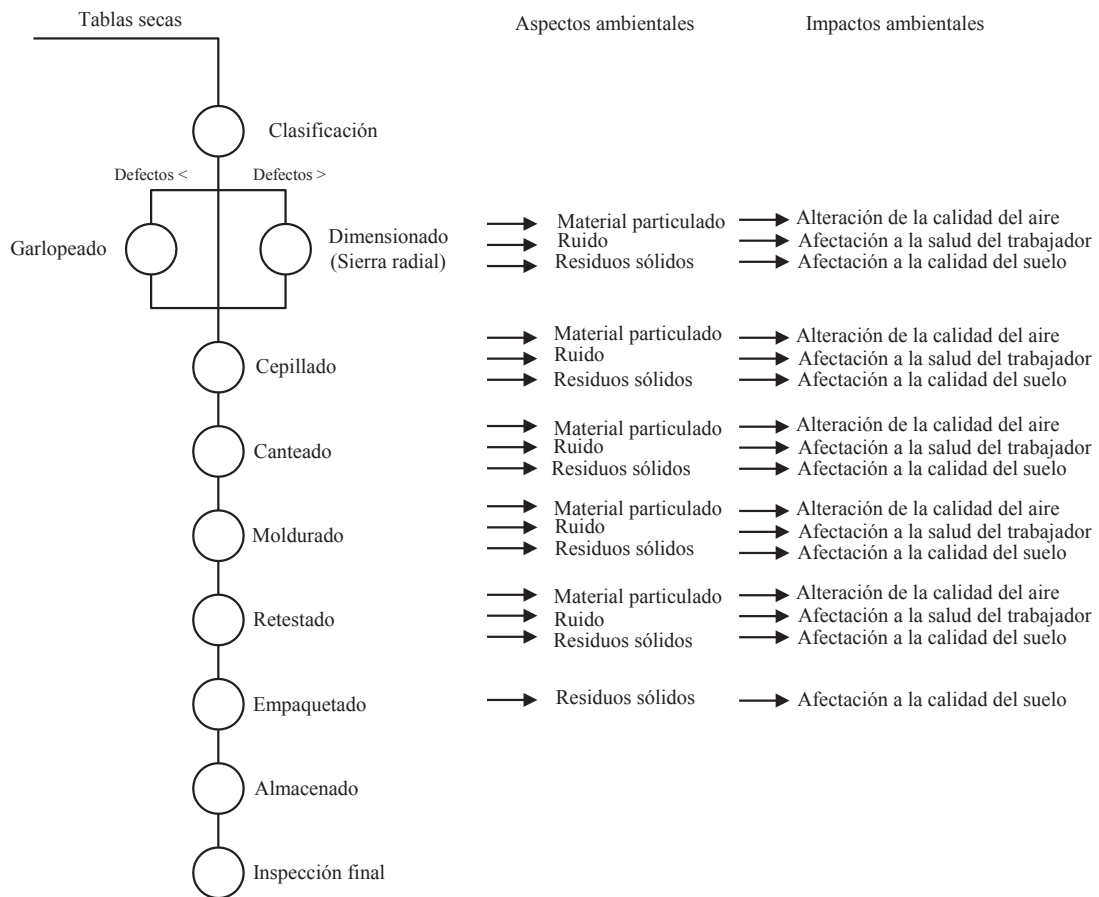 Tablas secas
Aspectos ambientales
Impactos ambientales
Clasificación
Defectos <
Defectos >
Garlopeado
Dimensionado
(Sierra radial)
Material particulado
Alteración de la calidad del aire
Ruido
Afectación a la salud del trabajador
Residuos sólidos
Afectación a la calidad del suelo
Cepillado
Material particulado
Alteración de la calidad del aire
Ruido
Afectación a la salud del trabajador
Residuos sólidos
Afectación a la calidad del suelo
Canteado
Material particulado
Alteración de la calidad del aire
Ruido
Afectación a la salud del trabajador
Residuos sólidos
Afectación a la calidad del suelo
Moldurado
Material particulado
Alteración de la calidad del aire
Ruido
Afectación a la salud del trabajador
Residuos sólidos
Afectación a la calidad del suelo
Retestado
Material particulado
Alteración de la calidad del aire
Ruido
Afectación a la salud del trabajador
Residuos sólidos
Afectación a la calidad del suelo
Empaquetado
Residuos sólidos
Afectación a la calidad del suelo
Almacenado
Inspección final